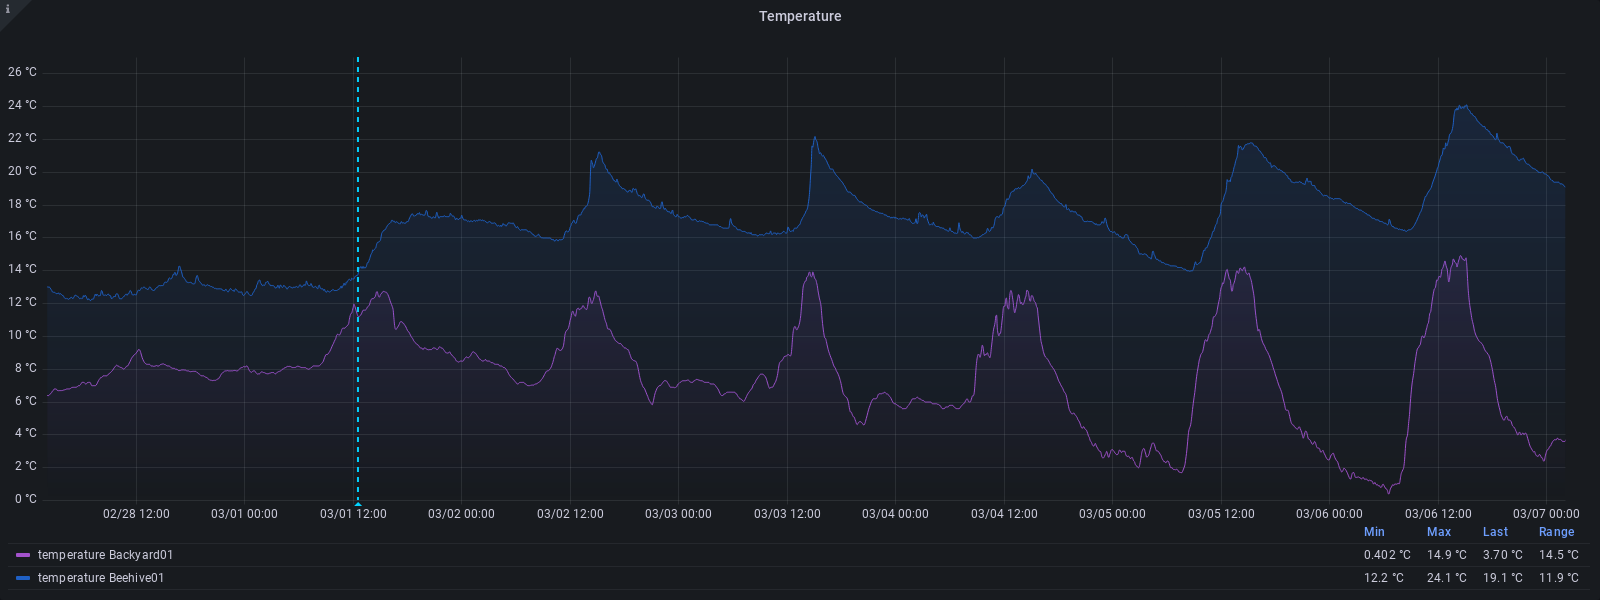 i
Temperature
26 °C
24 °C
22 °C
20 °C
18 °C
16 °C
14 °C
12 °C
10 °C
8 °C
6 °C
4 °C
2 °C
0 °C
02/28 12:00 03/01 00:00 03/01 12:00 03/02 00:00 03/02 12:00 03/03 00:00 03/03 12:00 03/04 00:00 03/04 12:00 03/05 00:00 03/05 12:00 03/06 00:00 03/06 12:00 03/07 00:00
Min Max Last Range
temperature Backyard01 0.402 °C 14.9 °C 3.70 °C 14.5 °C
temperature Beehive01 12.2 °C 24.1 °C 19.1 °C 11.9 °C